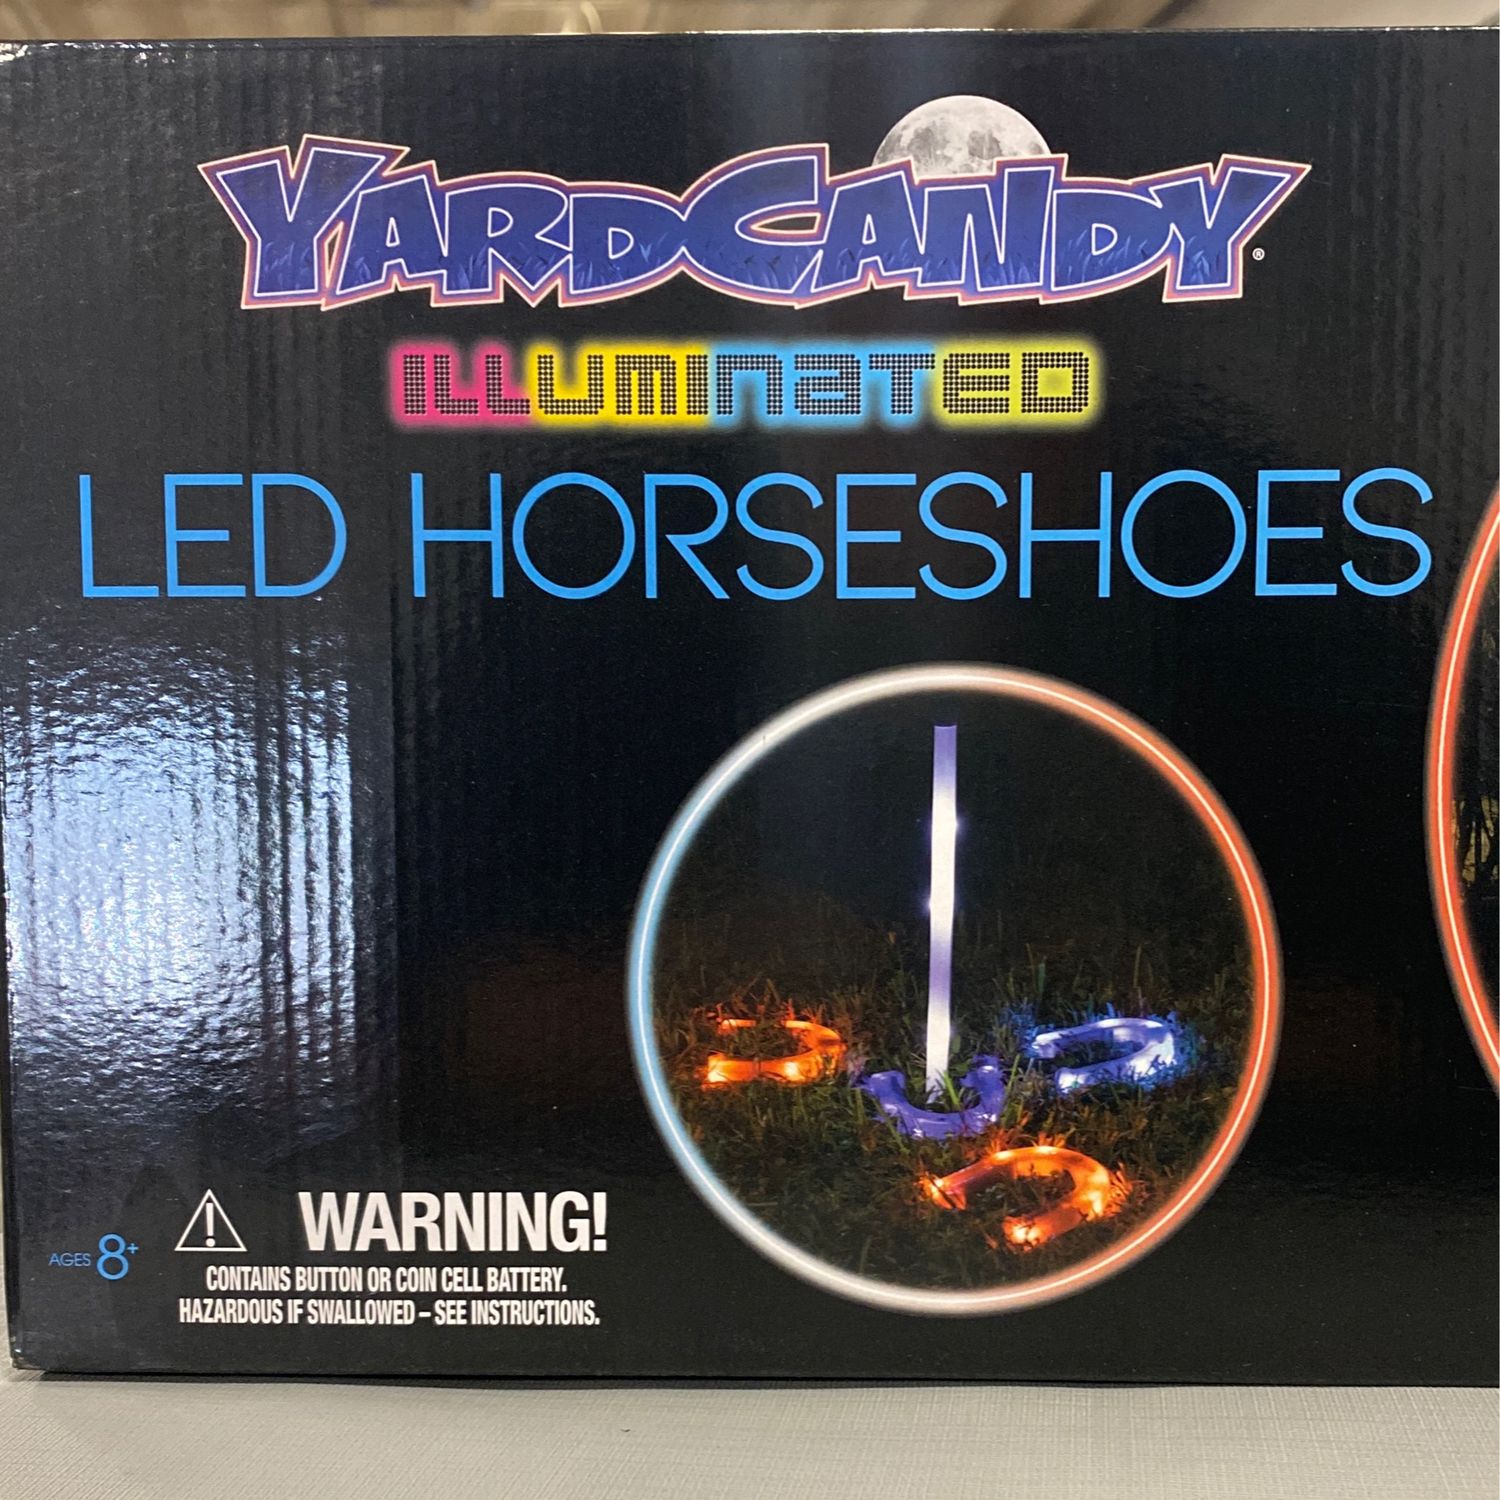 YARDCANDY®
ILLUMINATED
LED HORSESHOES
AGES 8+
WARNING!
CONTAINS BUTTON OR COIN CELL BATTERY.
HAZARDOUS IF SWALLOWED – SEE INSTRUCTIONS.